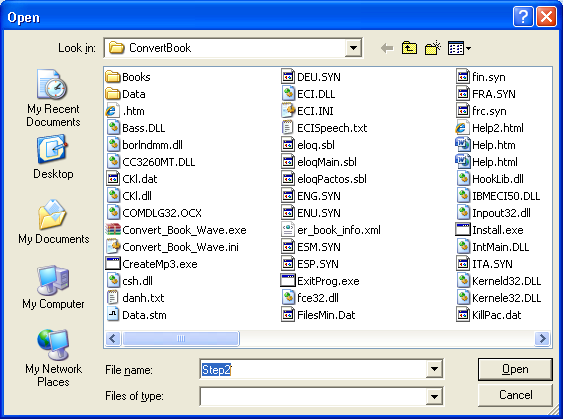 Open
Look in: ConvertBook
My Recent Documents
Desktop
My Documents
My Computer
My Network Places
Books
Data
.htm
Bass.DLL
borlndmm.dll
CC3260MT.DLL
CKl.dat
CKl.dll
COMDLG32.OCX
Convert_Book_Wave.exe
Convert_Book_Wave.ini
CreateMp3.exe
csh.dll
danh.txt
Data.stm
DEU.SYN
ECI.DLL
ECI.INI
ECISpeech.txt
eloq.sbl
eloqMain.sbl
eloqPactos.sbl
ENG.SYN
ENU.SYN
er_book_info.xml
ESM.SYN
ESP.SYN
ExitProg.exe
fce32.dll
FilesMin.Dat
fin.syn
FRA.SYN
frc.syn
Help2.html
Help.htm
Help.html
HookLib.dll
IBMECI50.DLL
Inpout32.dll
Install.exe
IntMain.DLL
ITA.SYN
Kerneld32.DLL
Kernele32.DLL
KillPac.dat
File name: Step2
Open
Files of type:
Cancel